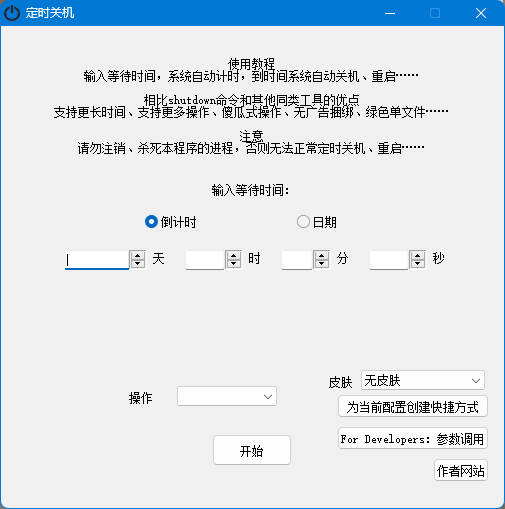 定时关机
使用教程
输入等待时间，系统自动计时，到时间系统自动关机、重启……
相比shutdown命令和其他同类工具的优点
支持更长时间、支持更多操作、傻瓜式操作、无广告捆绑、绿色单文件……
注意
请勿注销、杀死本程序的进程，否则无法正常定时关机、重启……
输入等待时间：
倒计时 日期
天 时 分 秒
皮肤 无皮肤
操作
为当前配置创建快捷方式
For Developers：参数调用
开始
作者网站